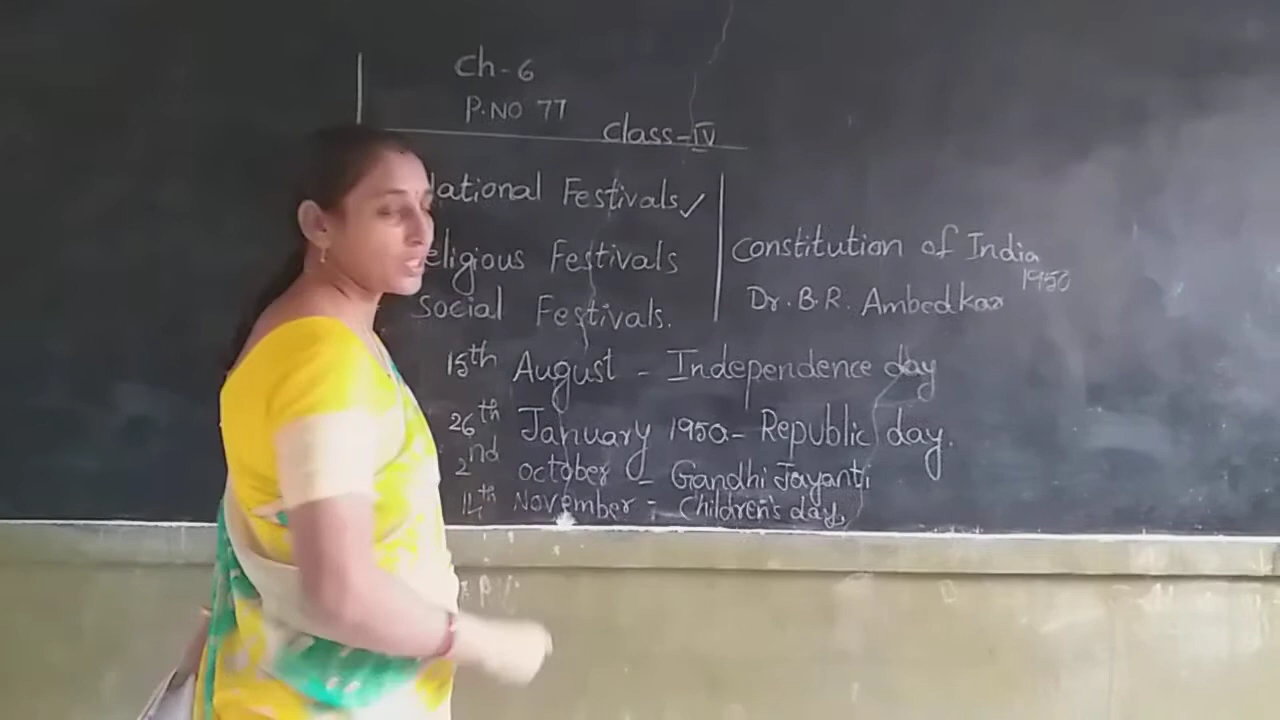 Ch-6
P.NO 77
Class-IV
National Festivals ✓
eligious Festivals
Social Festivals.
Constitution of India
1950
Dr. B.R. Ambedkar
15th August - Independence day
26th January 1950 - Republic day.
2nd october - Gandhi Jayanti
14th November - Children's day,